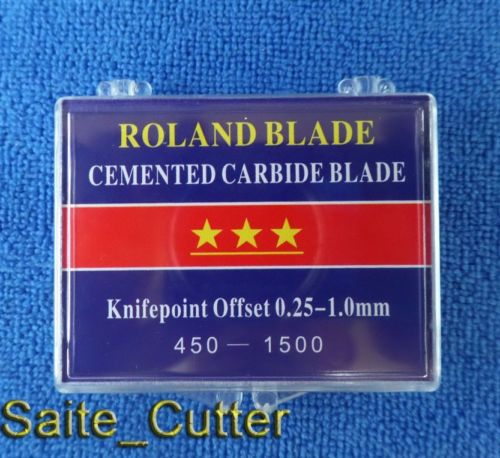 ROLAND BLADE
CEMENTED CARBIDE BLADE
★★★
Knifepoint Offset 0.25-1.0mm
450 — 1500
Saite_Cutter